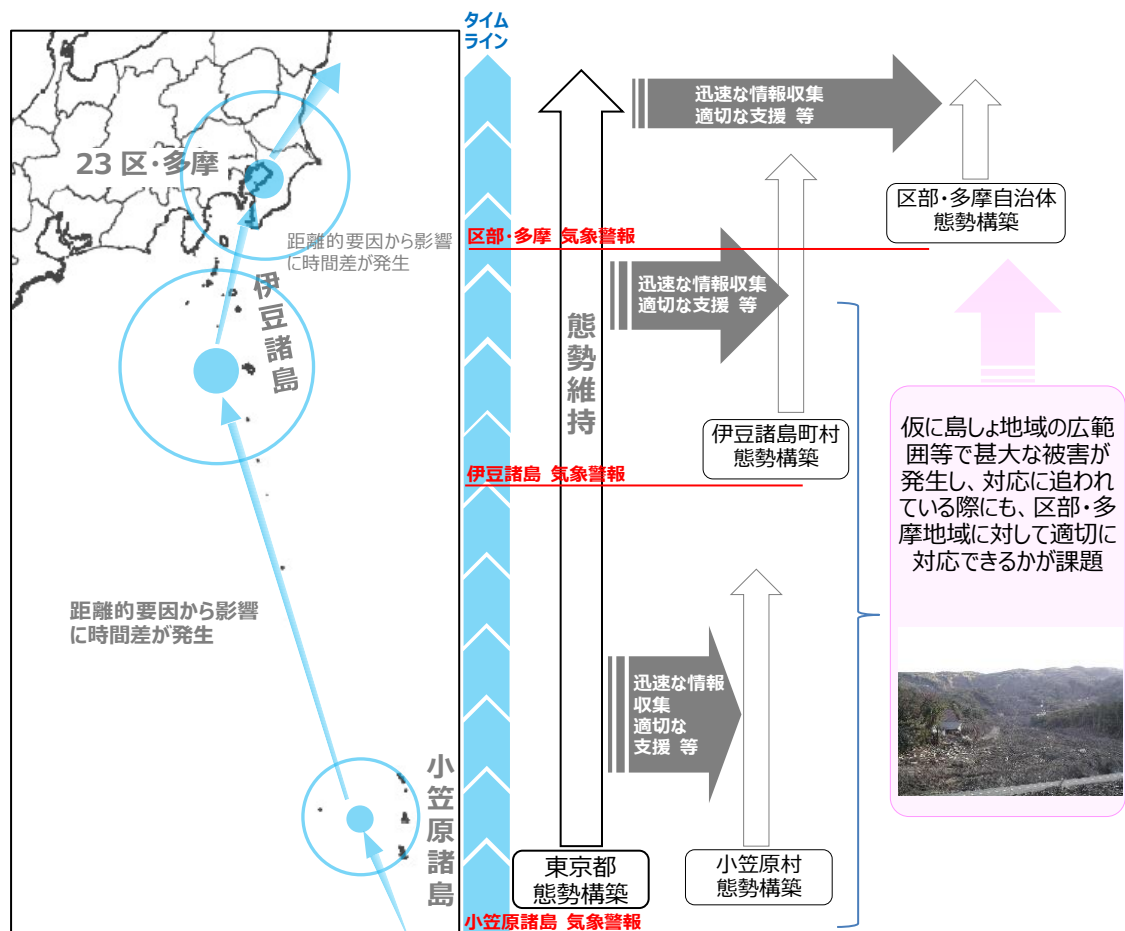 タイム
ライン
23区・多摩
距離的要因から影響
に時間差が発生
伊豆諸島
距離的要因から影響
に時間差が発生
小笠原諸島
迅速な情報収集
適切な支援 等
区部・多摩自治体
態勢構築
区部・多摩 気象警報
迅速な情報収集
適切な支援 等
態勢維持
伊豆諸島町村
態勢構築
伊豆諸島 気象警報
迅速な情報
収集
適切な
支援 等
東京都
態勢構築
小笠原村
態勢構築
小笠原諸島 気象警報
仮に島しょ地域の広範
囲等で甚大な被害が
発生し、対応に追われ
ている際にも、区部・多
摩地域に対して適切に
対応できるかが課題